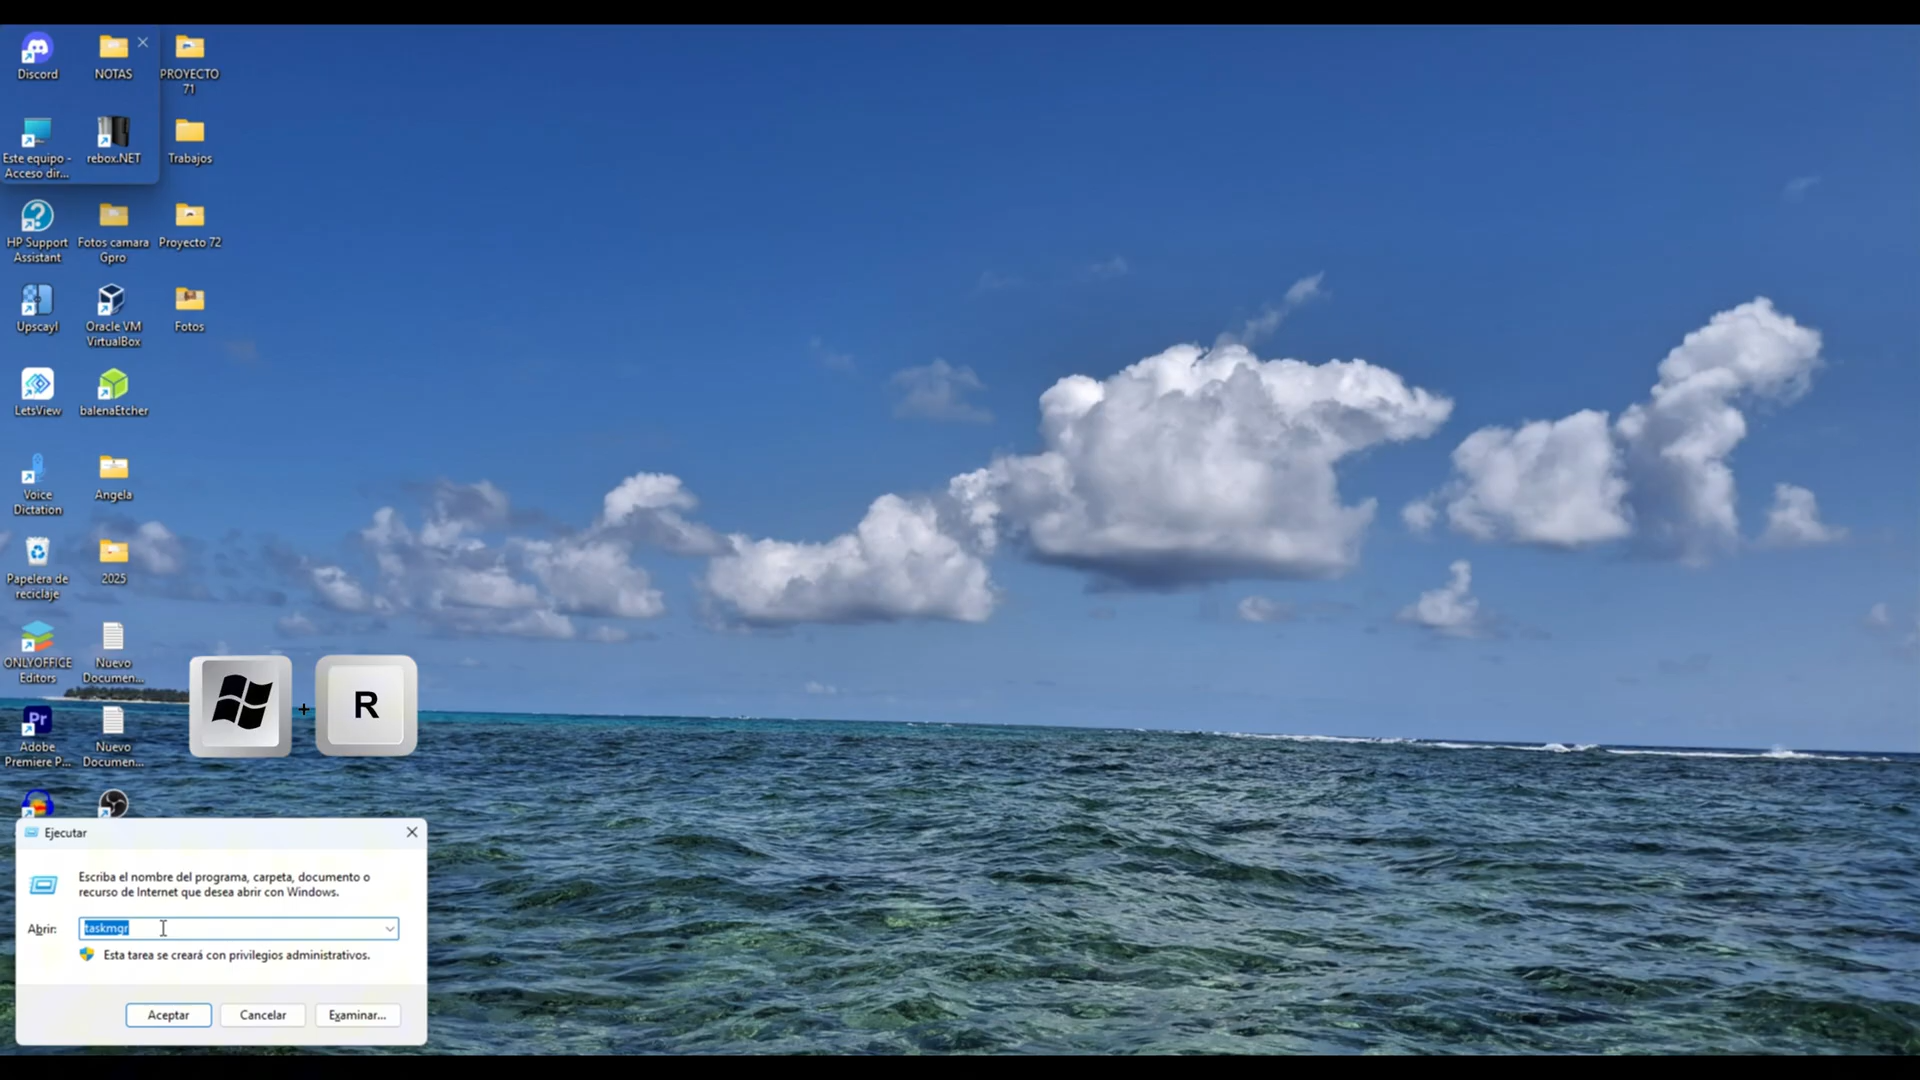 Discord
NOTAS
PROYECTO
71
Este equipo -
Acceso dir...
rebox.NET
Trabajos
HP Support
Assistant
Fotos camara
Gpro
Proyecto 72
Upscayl
Oracle VM
VirtualBox
Fotos
LetsView
balenaEtcher
Voice
Dictation
Angela
Papelera de
reciclaje
2025
ONLYOFFICE
Editors
Nuevo
Documen...
Pr
Adobe
Premiere P...
Nuevo
Documen...
+
R
Ejecutar
Escriba el nombre del programa, carpeta, documento o
recurso de Internet que desea abrir con Windows.
Abrir:
taskmgr
Esta tarea se creará con privilegios administrativos.
Aceptar
Cancelar
Examinar...